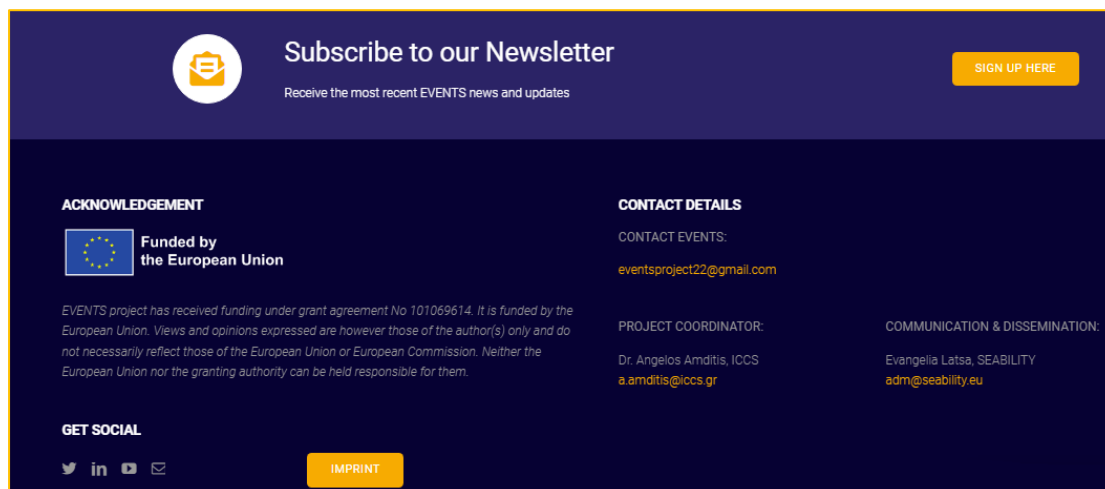 Subscribe to our Newsletter
Receive the most recent EVENTS news and updates
SIGN UP HERE
ACKNOWLEDGEMENT
Funded by
the European Union
EVENTS project has received funding under grant agreement No 101069614. It is funded by the
European Union. Views and opinions expressed are however those of the author(s) only and do
not necessarily reflect those of the European Union or European Commission. Neither the
European Union nor the granting authority can be held responsible for them.
GET SOCIAL
IMPRINT
CONTACT DETAILS
CONTACT EVENTS:
eventsproject22@gmail.com
PROJECT COORDINATOR:
Dr. Angelos Amditis, ICCS
a.amditis@iccs.gr
COMMUNICATION & DISSEMINATION:
Evangelia Latsa, SEABILITY
adm@seability.eu